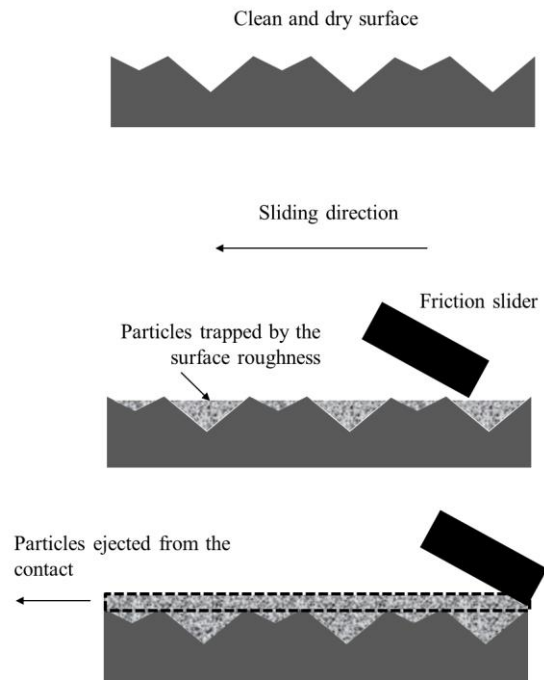 Clean and dry surface
Sliding direction
Friction slider
Particles trapped by the
surface roughness
Particles ejected from the
contact